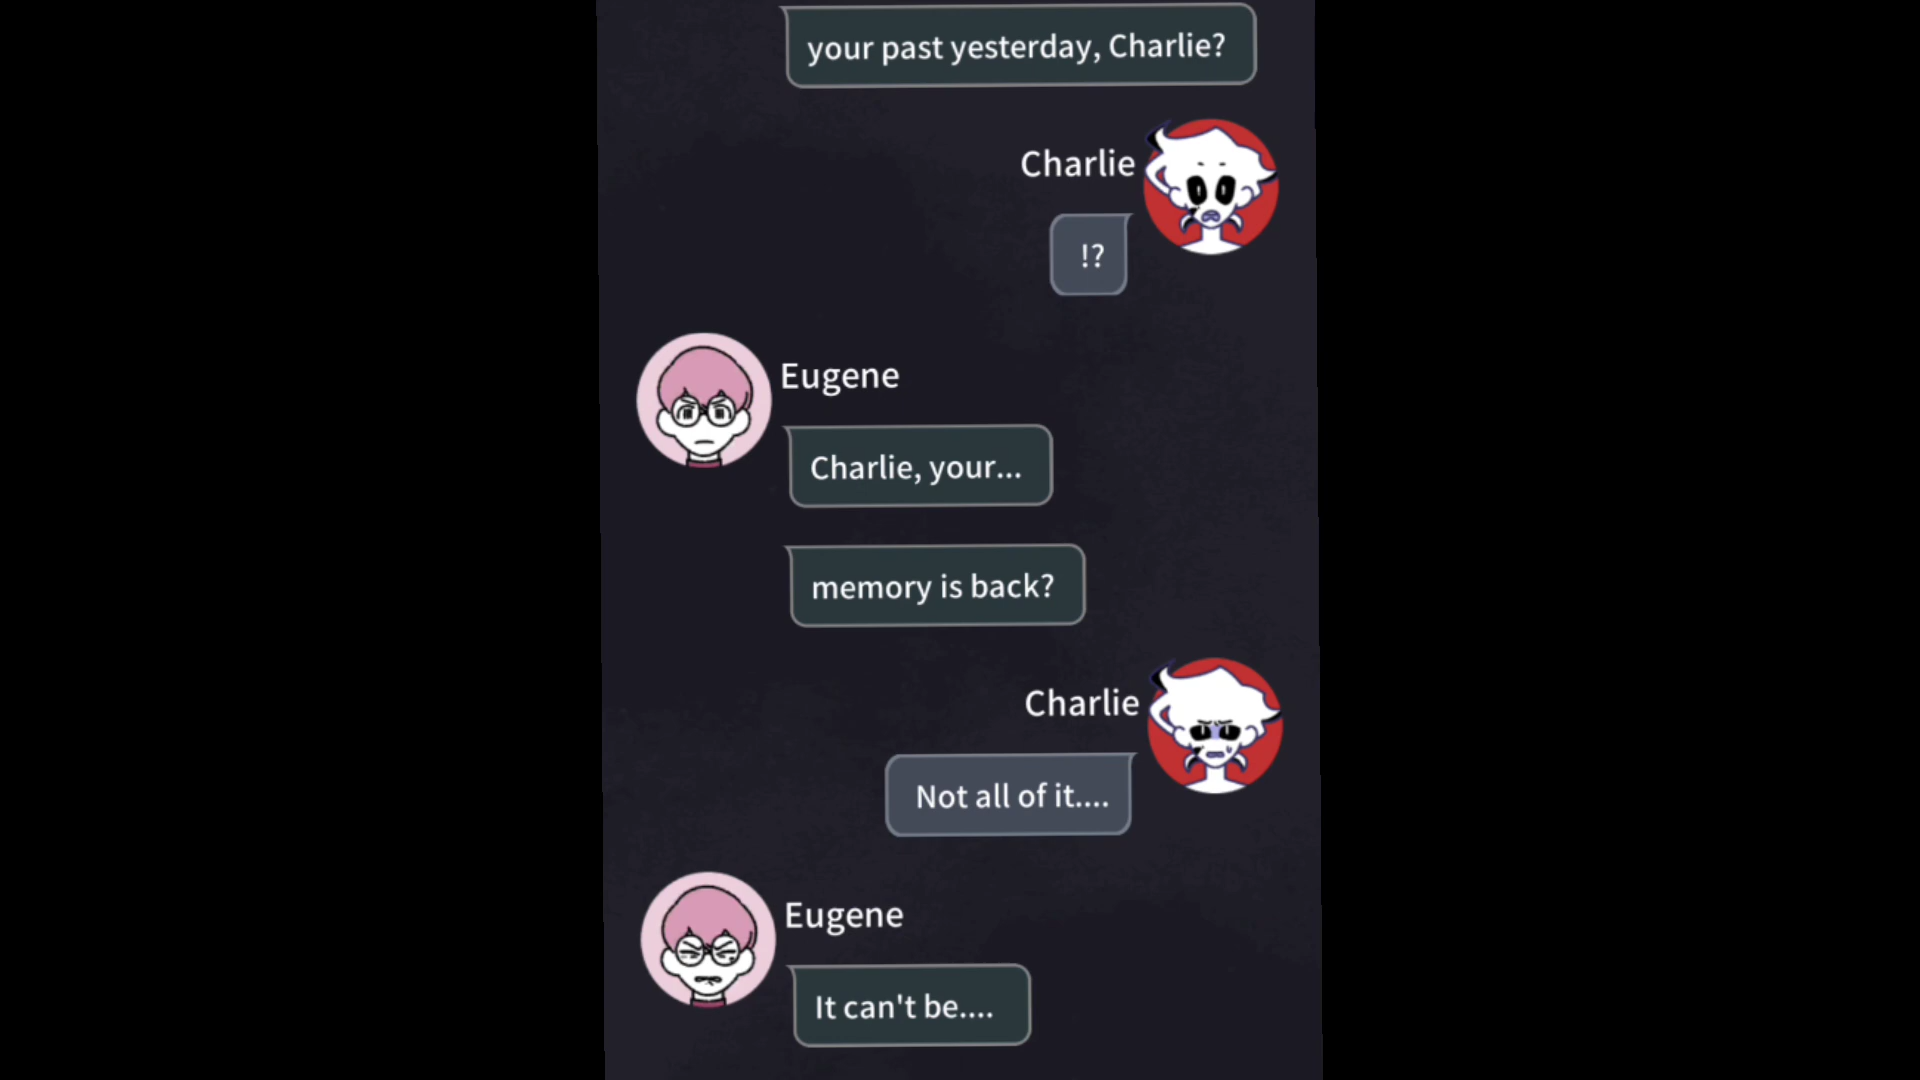 your past yesterday, Charlie?
Charlie
!?
Eugene
Charlie, your...
memory is back?
Charlie
Not all of it....
Eugene
It can't be....